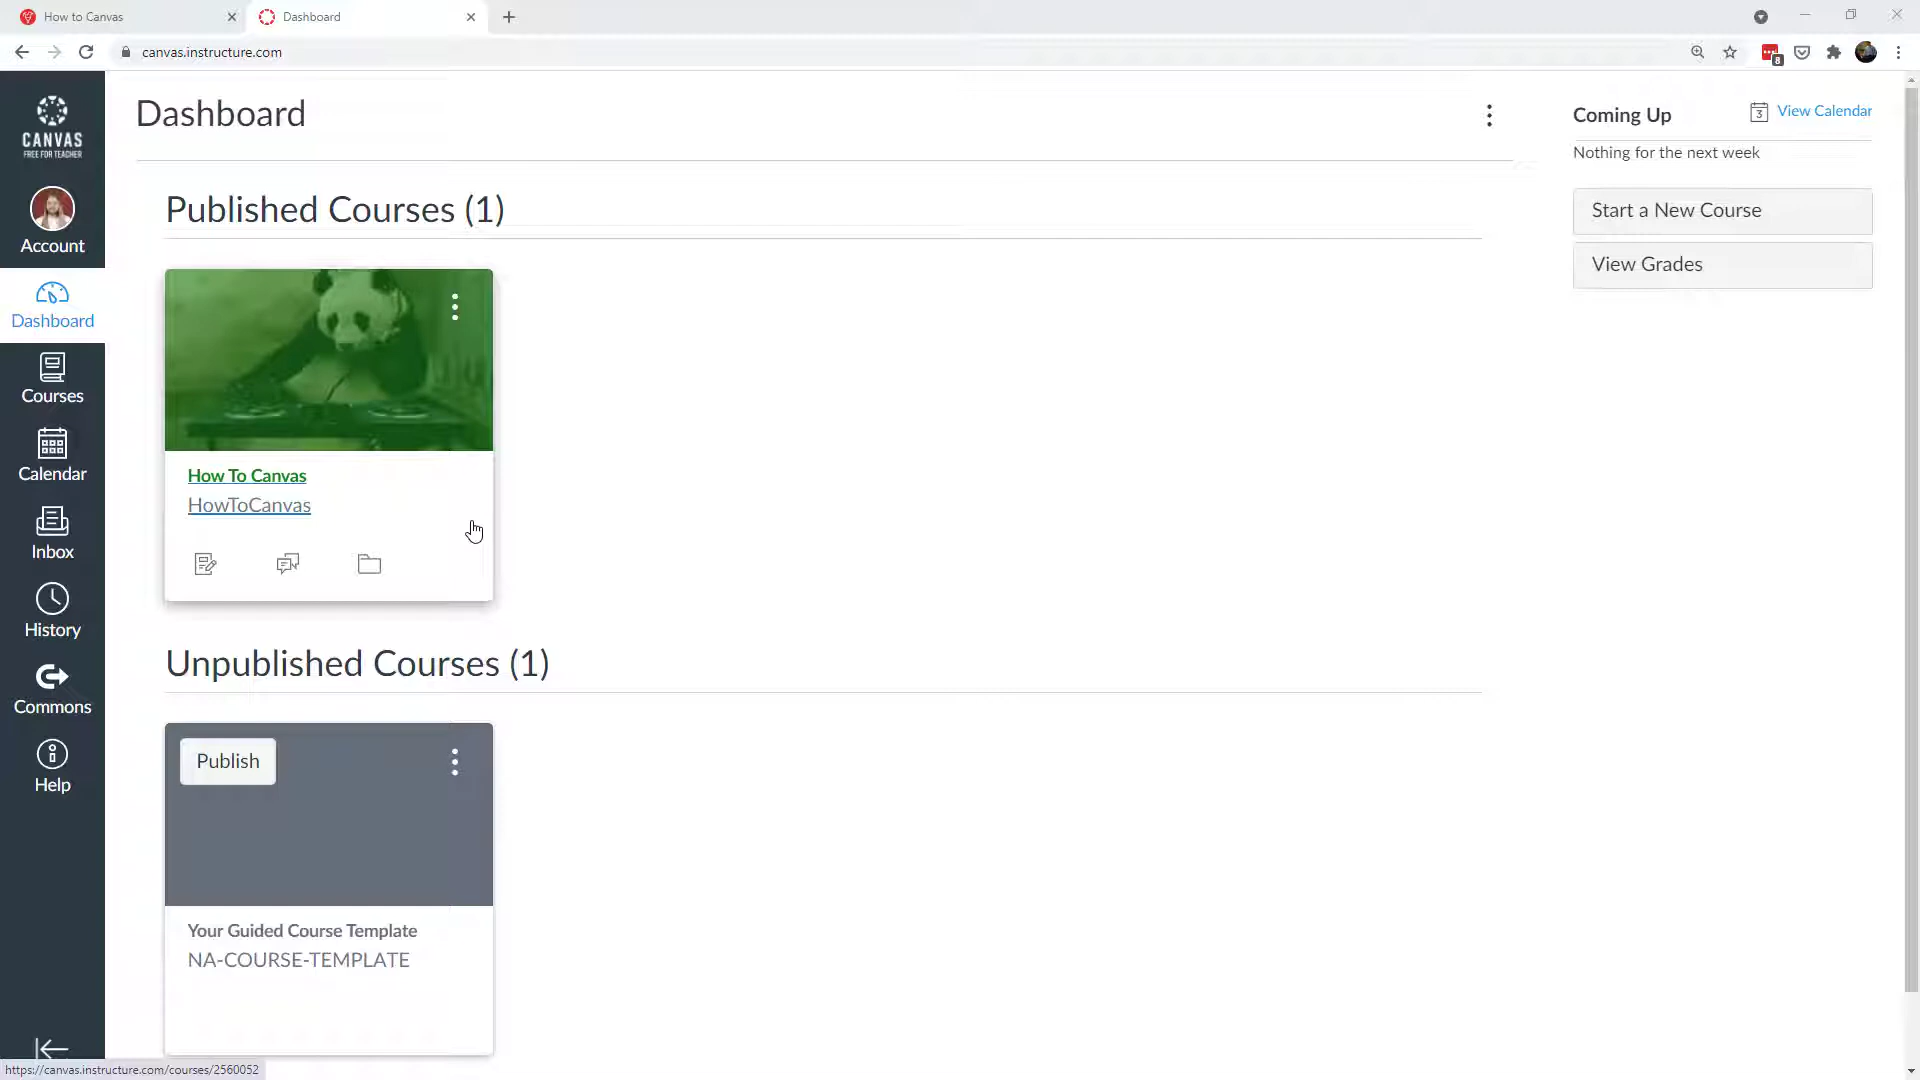 How to Canvas
Dashboard
canvas.instructure.com
8
CANVAS
FREE FOR TEACHER
Account
Dashboard
Courses
Calendar
Inbox
History
Commons
Help
Dashboard
Published Courses (1)
How To Canvas
HowToCanvas
Unpublished Courses (1)
Publish
Your Guided Course Template
NA-COURSE-TEMPLATE
Coming Up
3
View Calendar
Nothing for the next week
Start a New Course
View Grades
https://canvas.instructure.com/courses/2560052